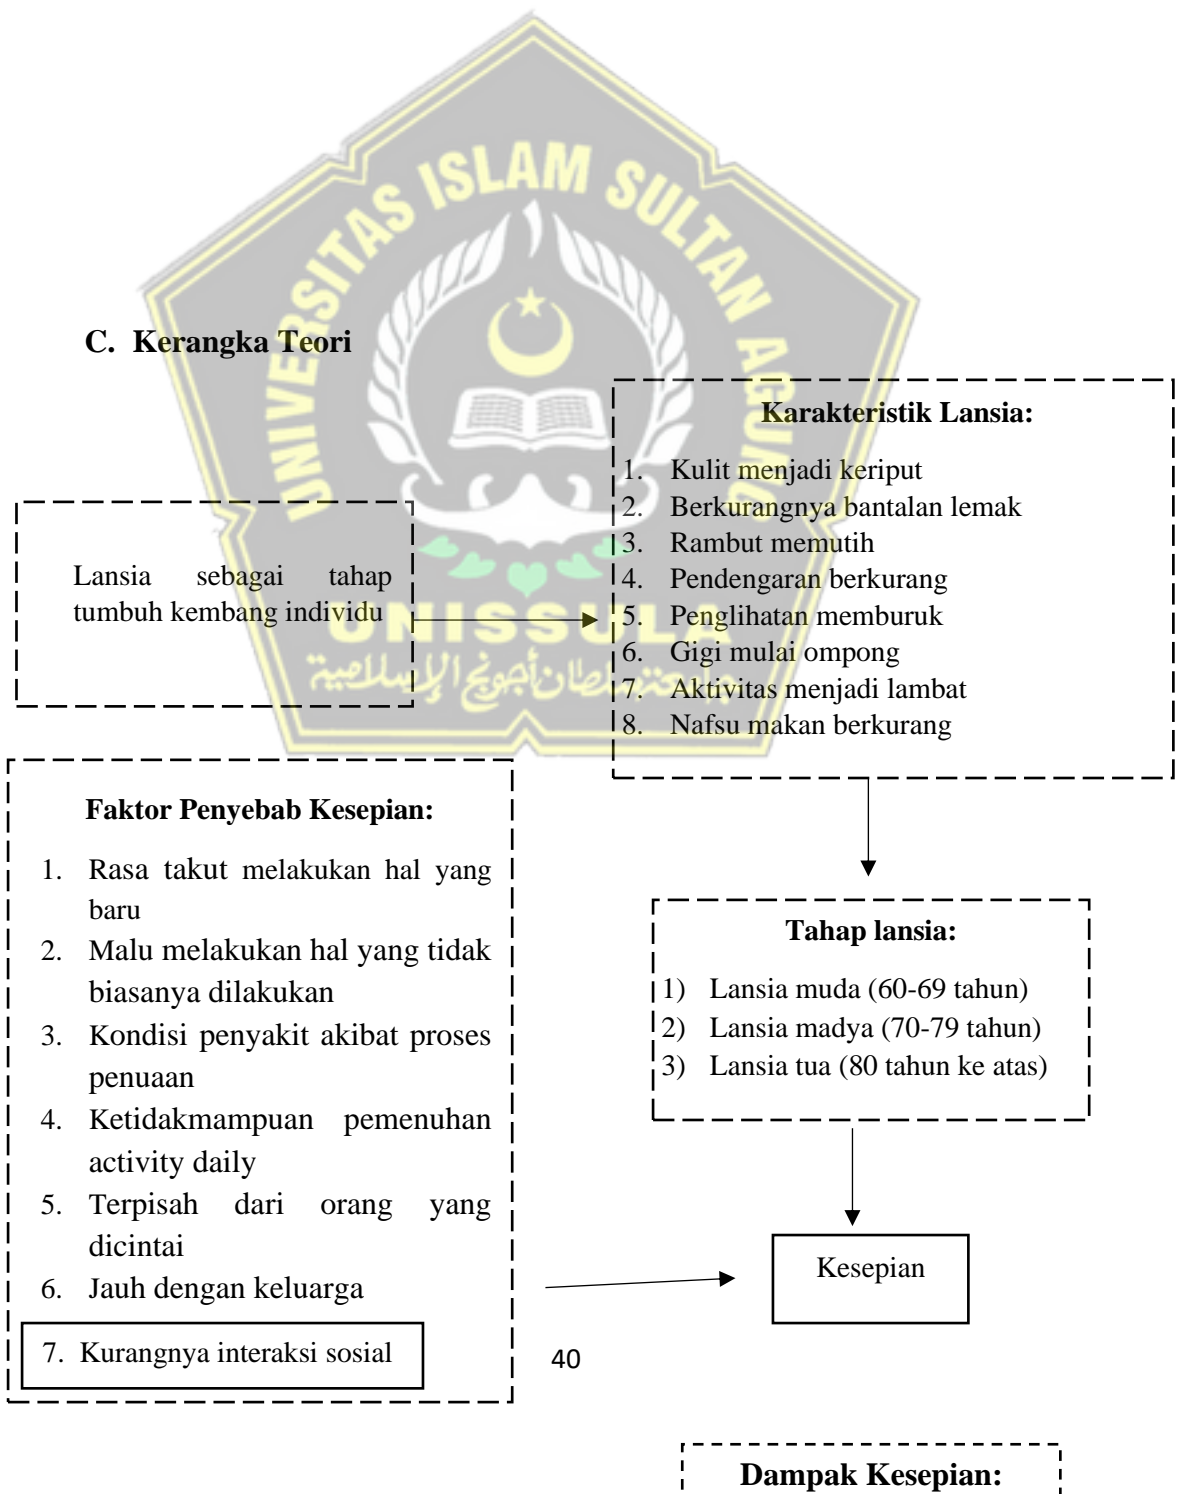 UNIVERSITAS ISLAM SULTAN AGUNG
C. Kerangka Teori
Karakteristik Lansia:
1. Kulit menjadi keriput
2. Berkurangnya bantalan lemak
3. Rambut memutih
4. Pendengaran berkurang
5. Penglihatan memburuk
6. Gigi mulai ompong
7. Aktivitas menjadi lambat
8. Nafsu makan berkurang
Lansia sebagai tahap
tumbuh kembang individu
UNISSULA
جامعة سلطان أجونج الإسلامية
Faktor Penyebab Kesepian:
1. Rasa takut melakukan hal yang
baru
2. Malu melakukan hal yang tidak
biasanya dilakukan
3. Kondisi penyakit akibat proses
penuaan
4. Ketidakmampuan pemenuhan
activity daily
5. Terpisah dari orang yang
dicintai
6. Jauh dengan keluarga
7. Kurangnya interaksi sosial
Tahap lansia:
1) Lansia muda (60-69 tahun)
2) Lansia madya (70-79 tahun)
3) Lansia tua (80 tahun ke atas)
Kesepian
40
Dampak Kesepian: